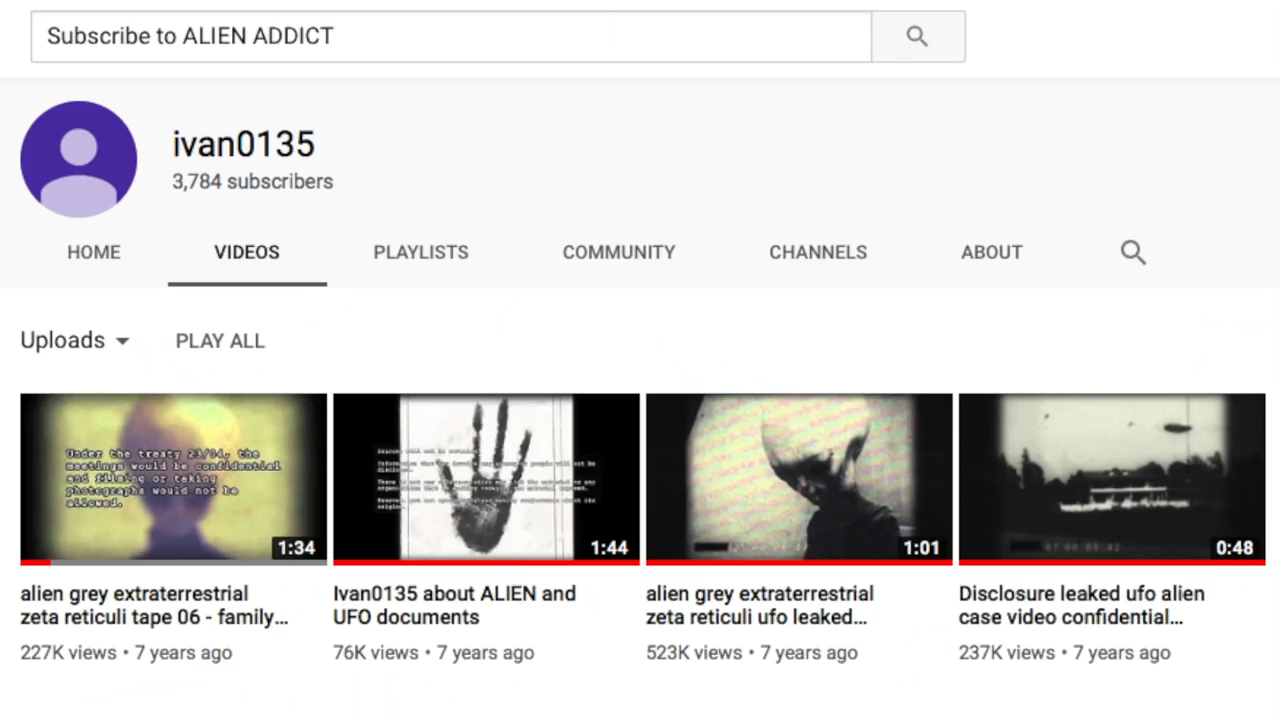 Subscribe to ALIEN ADDICT
ivan0135
3,784 subscribers
HOME VIDEOS PLAYLISTS COMMUNITY CHANNELS ABOUT
Uploads PLAY ALL
Under the treaty 23/04, the
meetings would be confidential
and filming or taking
photographs would not be
allowed.
1:34
1:44
1:01
0:48
alien grey extraterrestrial
zeta reticuli tape 06 - family...
227K views • 7 years ago
Ivan0135 about ALIEN and
UFO documents
76K views • 7 years ago
alien grey extraterrestrial
zeta reticuli ufo leaked...
523K views • 7 years ago
Disclosure leaked ufo alien
case video confidential...
237K views • 7 years ago